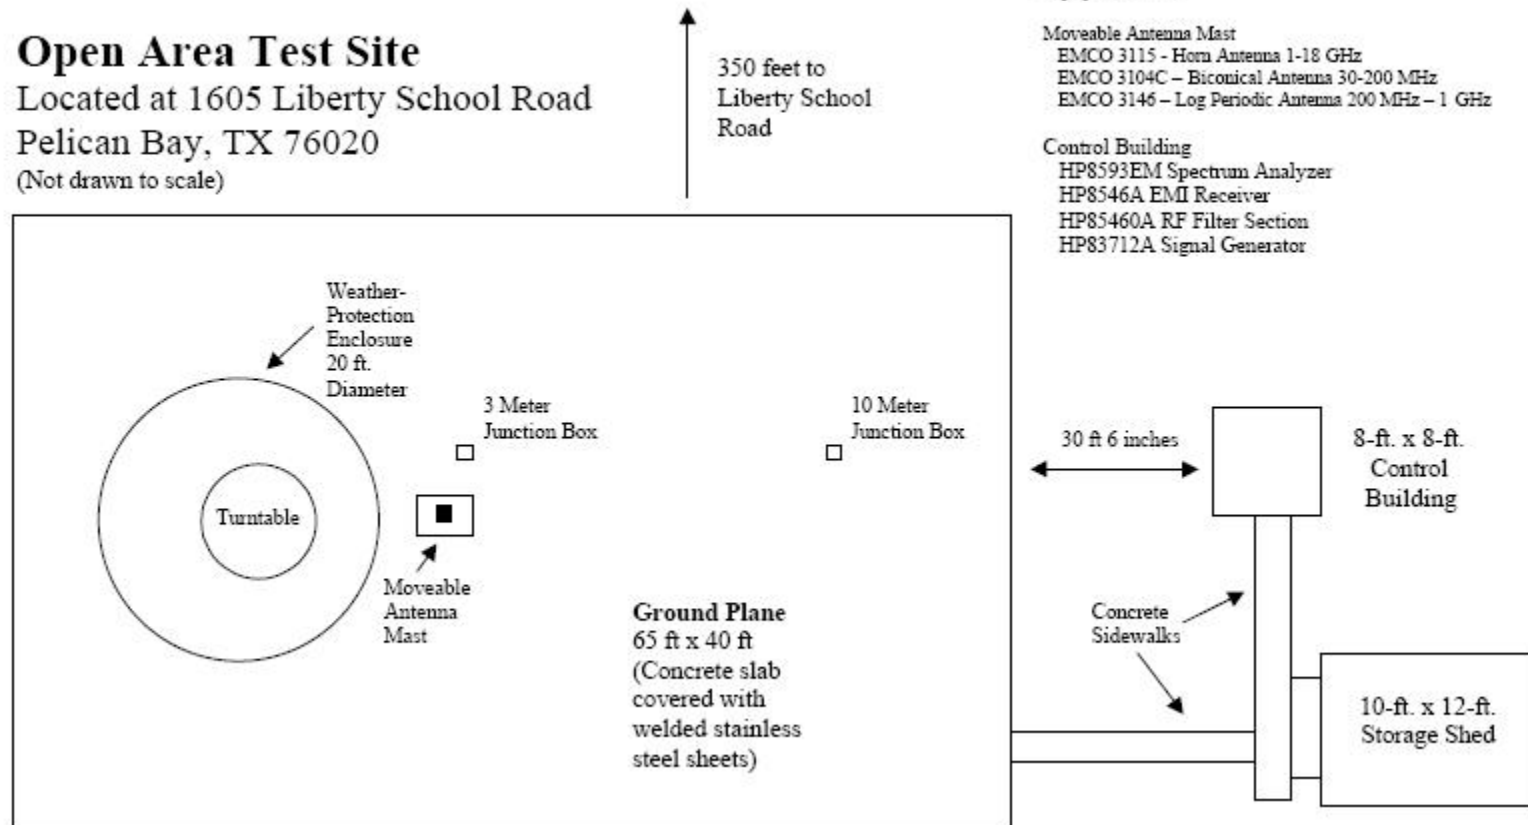 Open Area Test Site
Located at 1605 Liberty School Road
Pelican Bay, TX 76020
(Not drawn to scale)
350 feet to
Liberty School
Road
Moveable Antenna Mast
EMCO 3115 - Horn Antenna 1-18 GHz
EMCO 3104C – Biconical Antenna 30-200 MHz
EMCO 3146 – Log Periodic Antenna 200 MHz – 1 GHz
Control Building
HP8593EM Spectrum Analyzer
HP8546A EMI Receiver
HP85460A RF Filter Section
HP83712A Signal Generator
Weather-
Protection
Enclosure
20 ft.
Diameter
3 Meter
Junction Box
10 Meter
Junction Box
30 ft 6 inches
8-ft. x 8-ft.
Control
Building
Turntable
Moveable
Antenna
Mast
Ground Plane
65 ft x 40 ft
(Concrete slab
covered with
welded stainless
steel sheets)
Concrete
Sidewalks
10-ft. x 12-ft.
Storage Shed